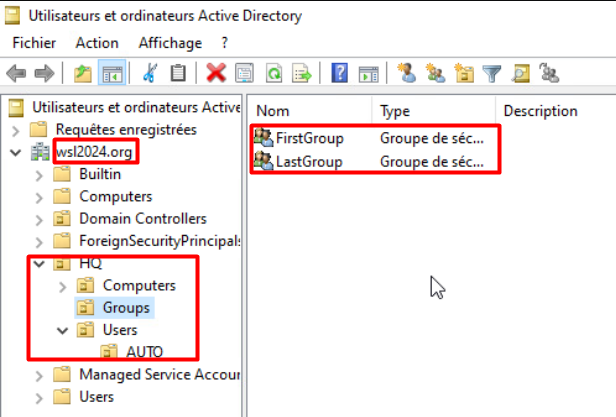 Utilisateurs et ordinateurs Active Directory
Fichier Action Affichage ?
Utilisateurs et ordinateurs Active
Requêtes enregistrées
wsl2024.org
Builtin
Computers
Domain Controllers
ForeignSecurityPrincipals
HQ
Computers
Groups
Users
AUTO
Managed Service Accour
Users
Nom Type Description
FirstGroup Groupe de séc...
LastGroup Groupe de séc...